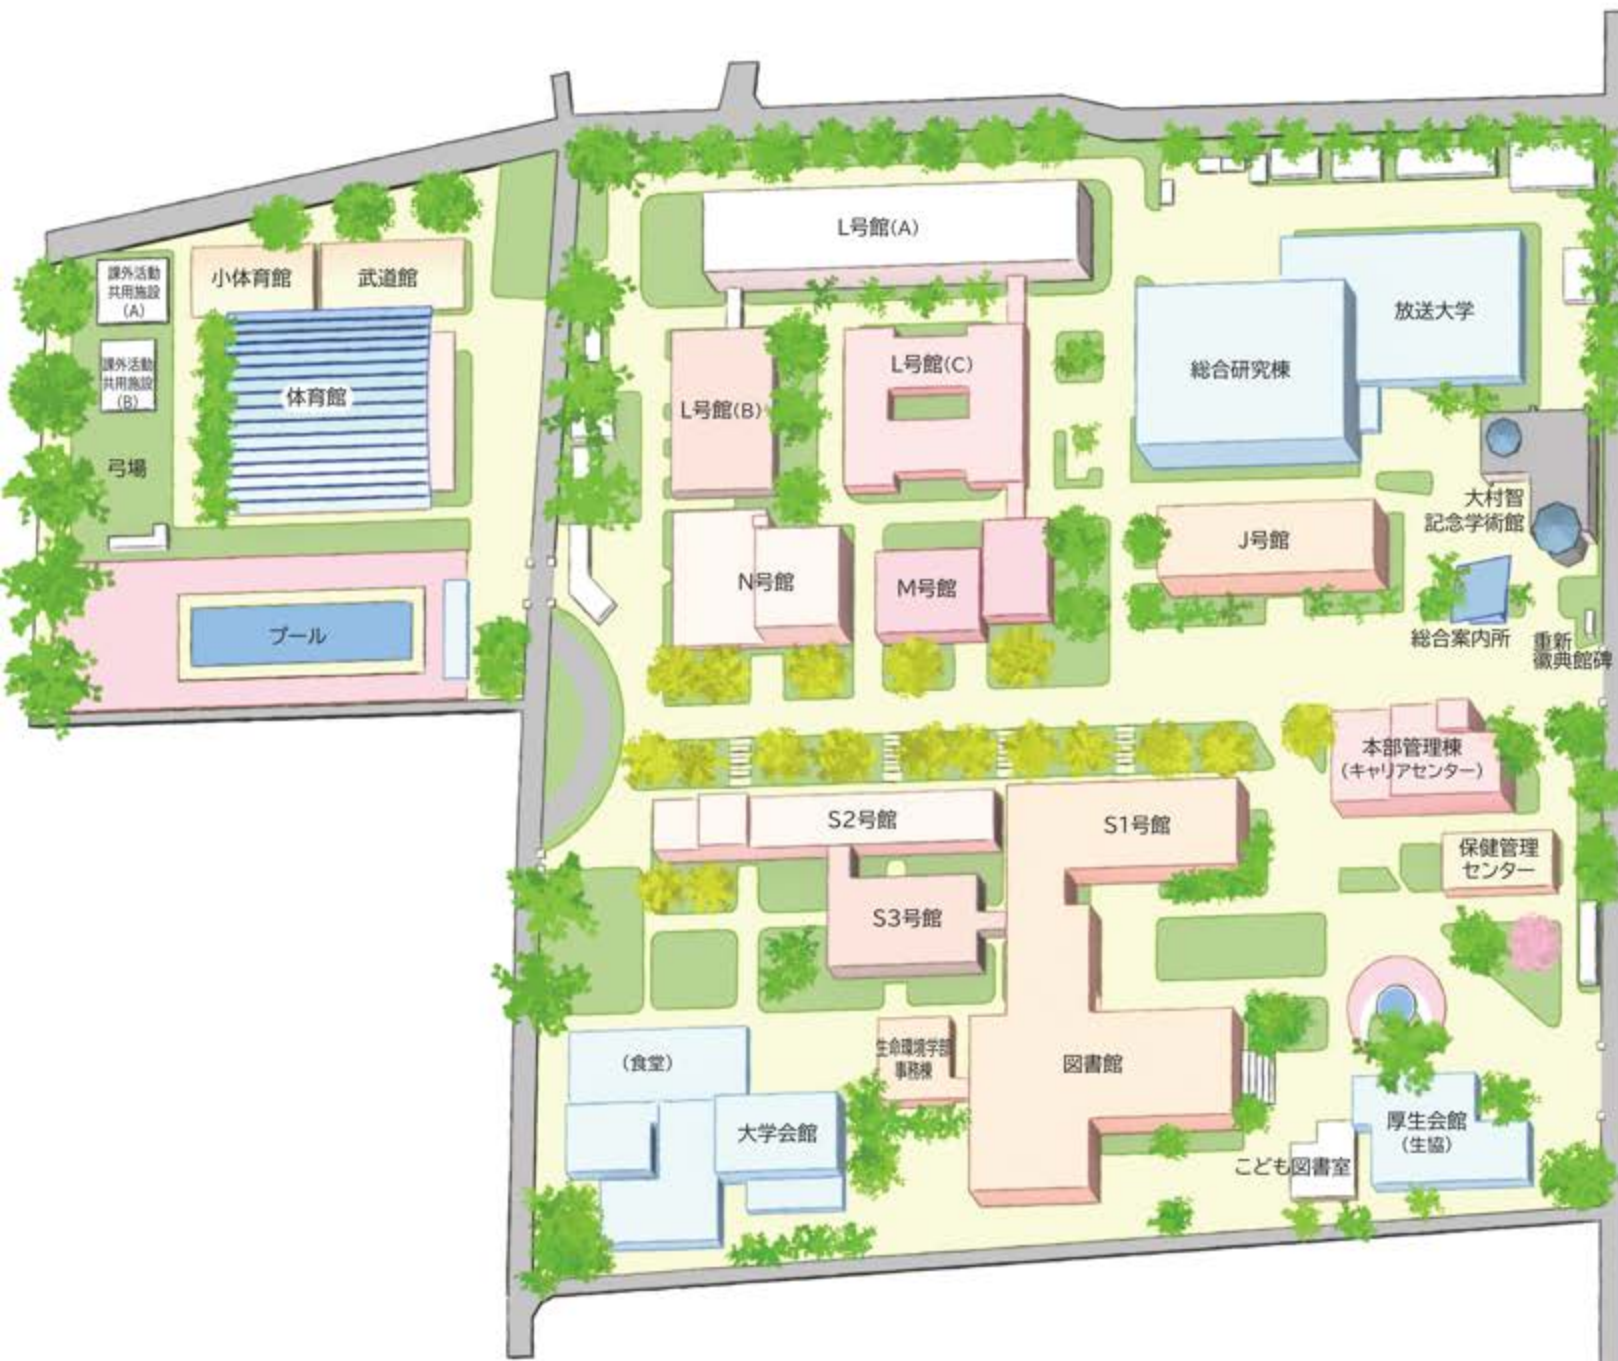 L号館(A)
小体育館
武道館
課外活動
共用施設
(A)
放送大学
L号館(C)
総合研究棟
課外活動
共用施設
(B)
体育館
L号館(B)
弓場
大村智
記念学術館
J号館
N号館
M号館
プール
総合案内所
重新
徽典館碑
本部管理棟
(キャリアセンター)
S2号館
S1号館
保健管理
センター
S3号館
(食堂)
生命環境学部
事務棟
図書館
大学会館
厚生会館
(生協)
こども図書室